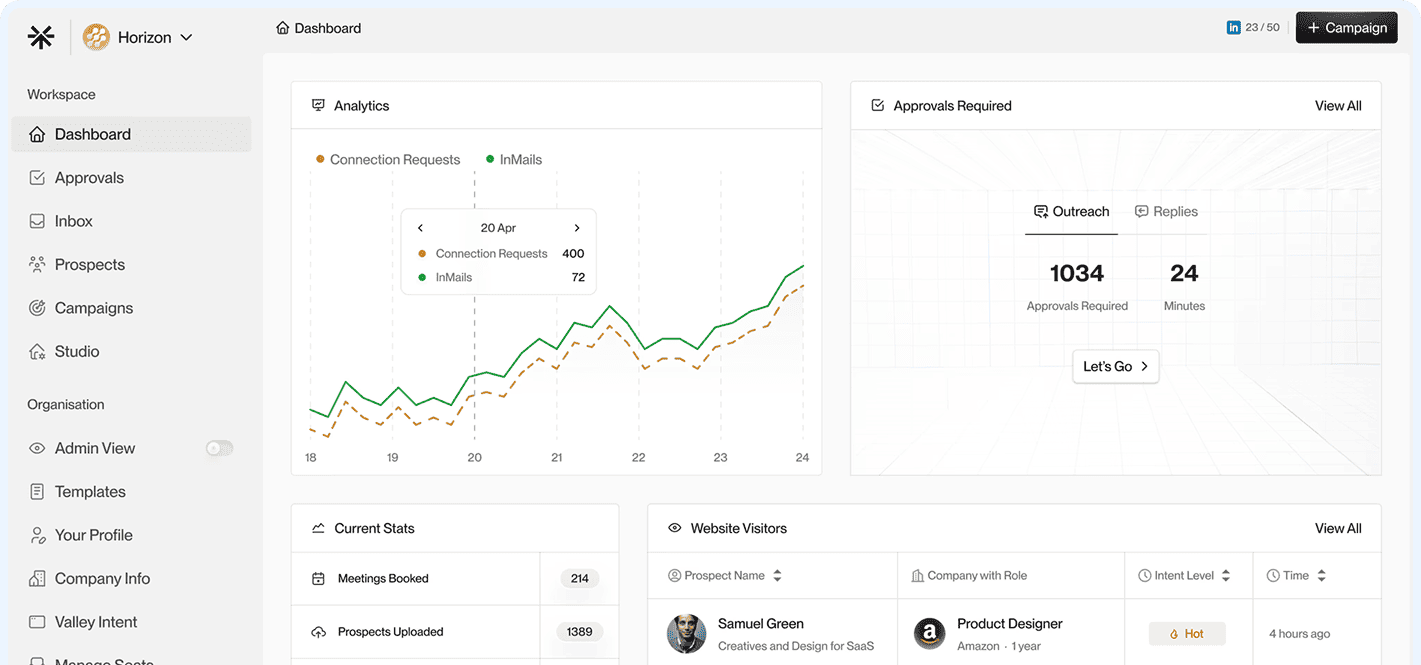 Horizon
Dashboard
23 / 50
+ Campaign
Workspace
Dashboard
Approvals
Inbox
Prospects
Campaigns
Studio
Organisation
Admin View
Templates
Your Profile
Company Info
Valley Intent
Manage Seats
Analytics
Connection Requests
InMails
20 Apr
Connection Requests 400
InMails 72
18 19 20 21 22 23 24
Approvals Required
View All
Outreach Replies
1034 24
Approvals Required Minutes
Let's Go
Current Stats
Meetings Booked 214
Prospects Uploaded 1389
Website Visitors
View All
Prospect Name Company with Role Intent Level Time
Samuel Green
Creatives and Design for SaaS
Product Designer
Amazon · 1 year
Hot
4 hours ago